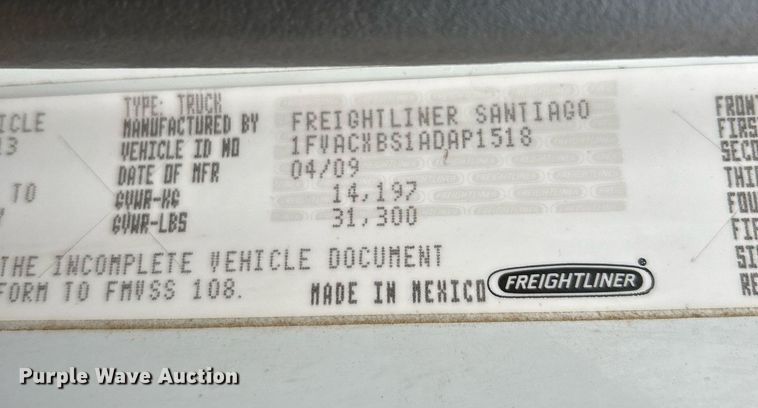 TYPE: TRUCK
ICLE MANUFACTURED BY FREIGHTLINER SANTIAGO
13 VEHICLE ID NO 1FVACXBS1ADAP1518
DATE OF MFR 04/09
TO GVWR-KG 14,197
GVWR-LBS 31,300
THE INCOMPLETE VEHICLE DOCUMENT
FORM TO FMVSS 108. MADE IN MEXICO FREIGHTLINER
FRONT
FIRS
SECO
THI
FOU
FIF
SI
RE
Purple Wave Auction